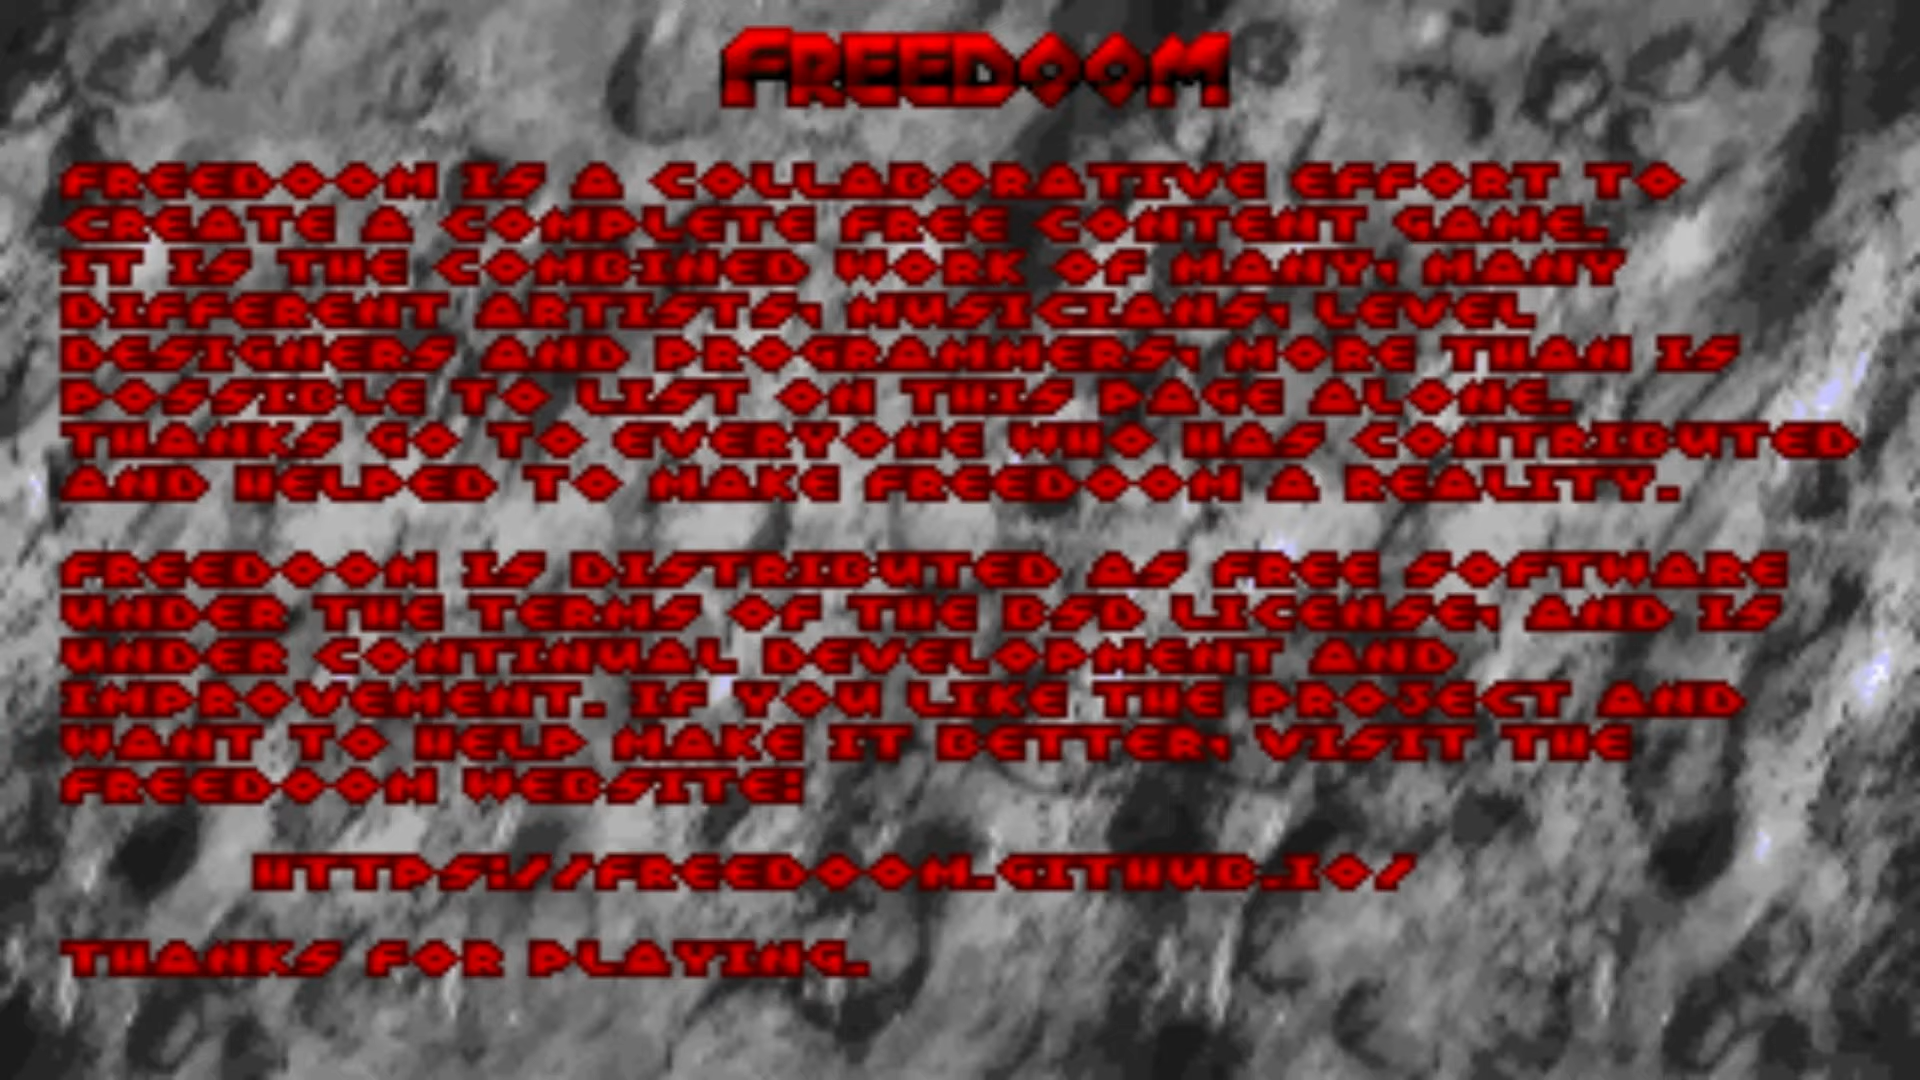 FREEDOOM
FREEDOOM IS A COLLABORATIVE EFFORT TO
CREATE A COMPLETE FREE CONTENT GAME.
IT IS THE COMBINED WORK OF MANY, MANY
DIFFERENT ARTISTS, MUSICIANS, LEVEL
DESIGNERS AND PROGRAMMERS, MORE THAN IS
POSSIBLE TO LIST ON THIS PAGE ALONE.
THANKS GO TO EVERYONE WHO HAS CONTRIBUTED
AND HELPED TO MAKE FREEDOOM A REALITY.
FREEDOOM IS DISTRIBUTED AS FREE SOFTWARE
UNDER THE TERMS OF THE BSD LICENSE, AND IS
UNDER CONTINUAL DEVELOPMENT AND
IMPROVEMENT. IF YOU LIKE THE PROJECT AND
WANT TO HELP MAKE IT BETTER, VISIT THE
FREEDOOM WEBSITE:
HTTPS://FREEDOOM.GITHUB.IO/
THANKS FOR PLAYING.